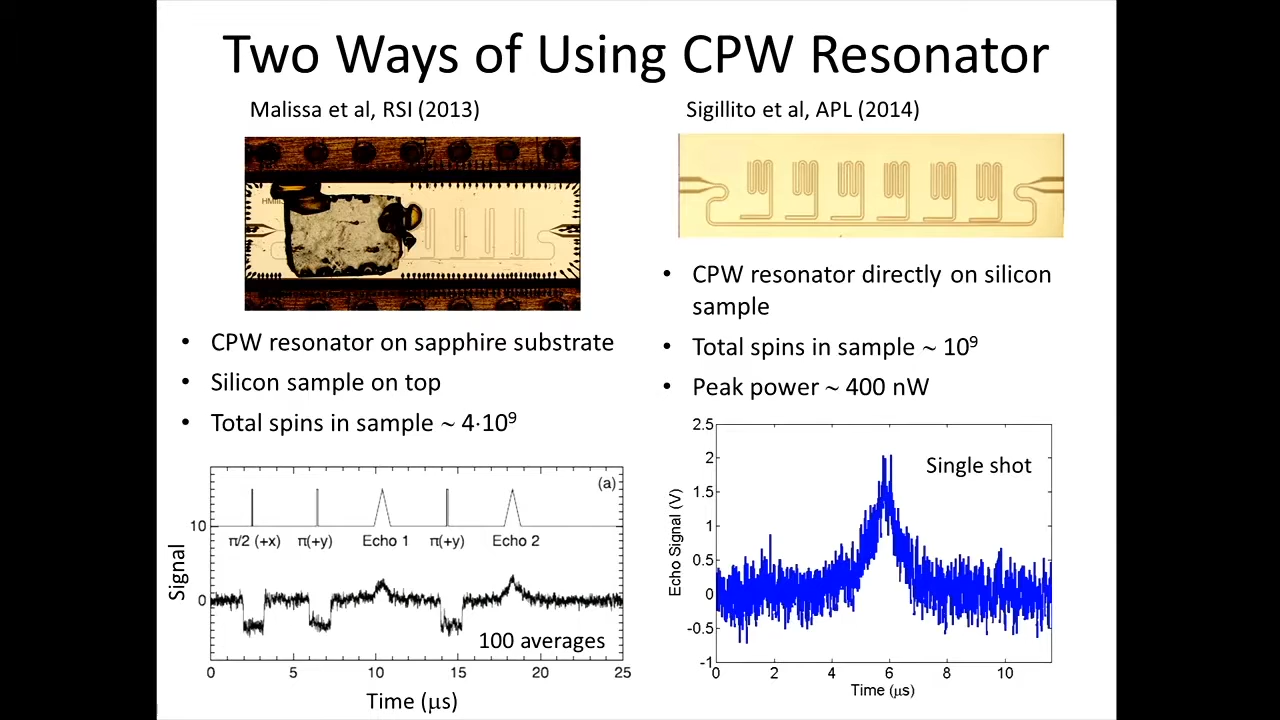 Two Ways of Using CPW Resonator
Malissa et al, RSI (2013)
• CPW resonator on sapphire substrate
• Silicon sample on top
• Total spins in sample ~ 4·10⁹
(a)
10
π/2 (+x) π(+y) Echo 1 π(+y) Echo 2
Signal
0
100 averages
0 5 10 15 20 25
Time (μs)
Sigillito et al, APL (2014)
• CPW resonator directly on silicon
sample
• Total spins in sample ~ 10⁹
• Peak power ~ 400 nW
2.5
2
1.5
1
0.5
0
-0.5
-1
Echo Signal (V)
Single shot
0 2 4 6 8 10
Time (μs)